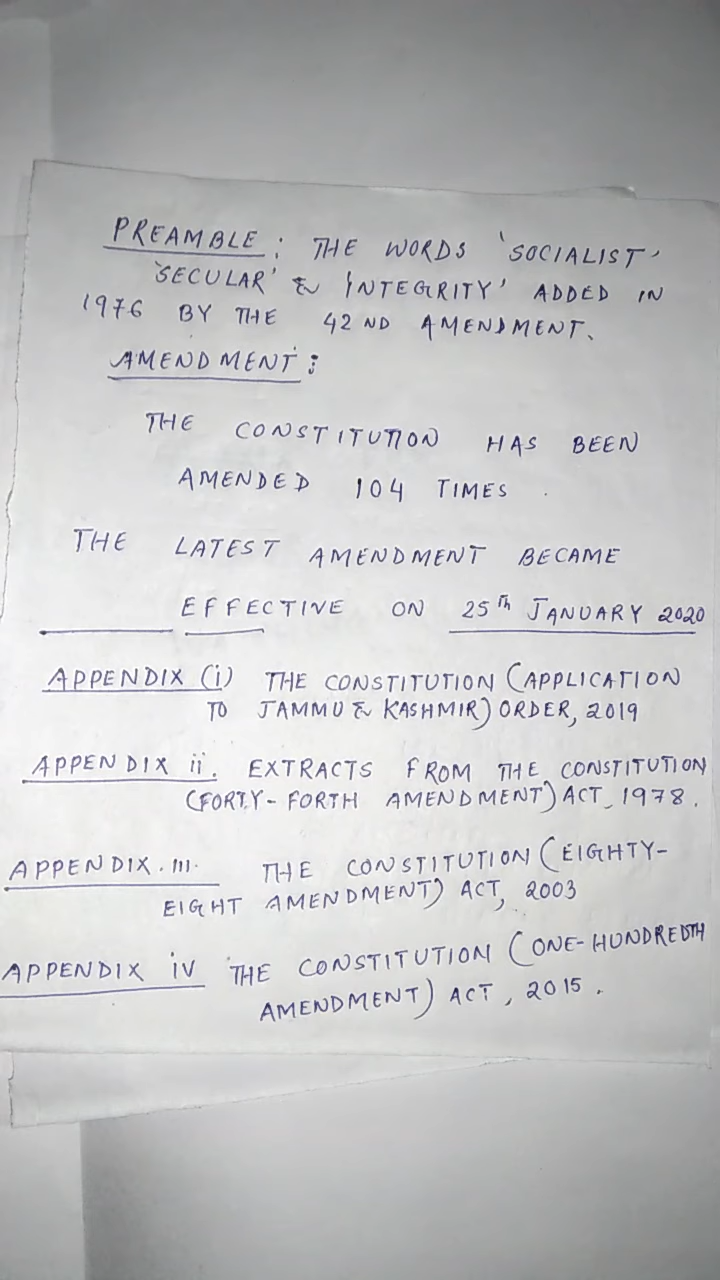 PREAMBLE : THE WORDS 'SOCIALIST'
'SECULAR' & 'INTEGRITY' ADDED IN
1976 BY THE 42 ND AMENDMENT.
AMENDMENT :
THE CONSTITUTION HAS BEEN
AMENDED 104 TIMES .
THE LATEST AMENDMENT BECAME
EFFECTIVE ON 25Th JANUARY 2020
APPENDIX (i) THE CONSTITUTION (APPLICATION
TO JAMMU & KASHMIR) ORDER, 2019
APPENDIX ii. EXTRACTS FROM THE CONSTITUTION
(FORTY-FORTH AMENDMENT) ACT, 1978.
APPENDIX.III. THE CONSTITUTION (EIGHTY-
EIGHT AMENDMENT) ACT, 2003
APPENDIX iv THE CONSTITUTION (ONE-HUNDREDTH
AMENDMENT) ACT, 2015.